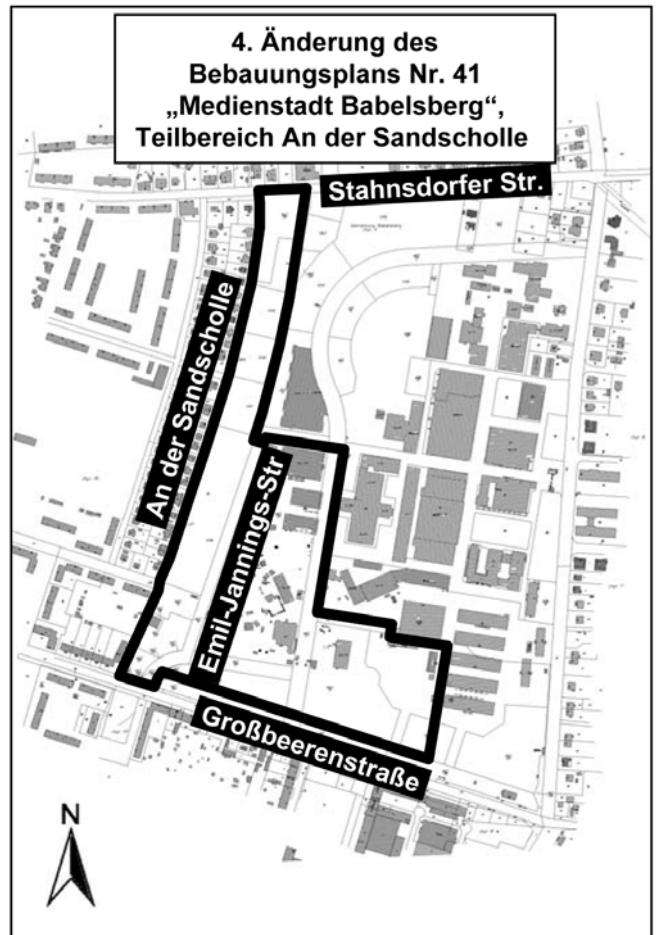 4. Änderung des
Bebauungsplans Nr. 41
„Medienstadt Babelsberg“,
Teilbereich An der Sandscholle
Stahnsdorfer Str.
An der Sandscholle
Emil-Jannings-Str
Großbeerenstraße
N